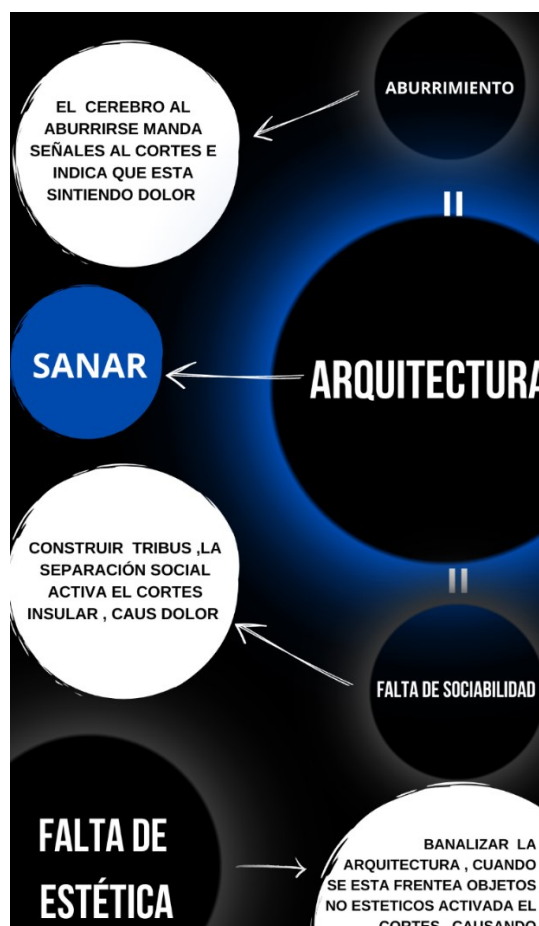 ABURRIMIENTO
EL CEREBRO AL
ABURRIRSE MANDA
SEÑALES AL CORTES E
INDICA QUE ESTA
SINTIENDO DOLOR
SANAR
ARQUITECTURA
CONSTRUIR TRIBUS ,LA
SEPARACIÓN SOCIAL
ACTIVA EL CORTES
INSULAR , CAUS DOLOR
FALTA DE SOCIABILIDAD
FALTA DE
ESTÉTICA
BANALIZAR LA
ARQUITECTURA , CUANDO
SE ESTA FRENTEA OBJETOS
NO ESTETICOS ACTIVADA EL
CORTES , CAUSANDO